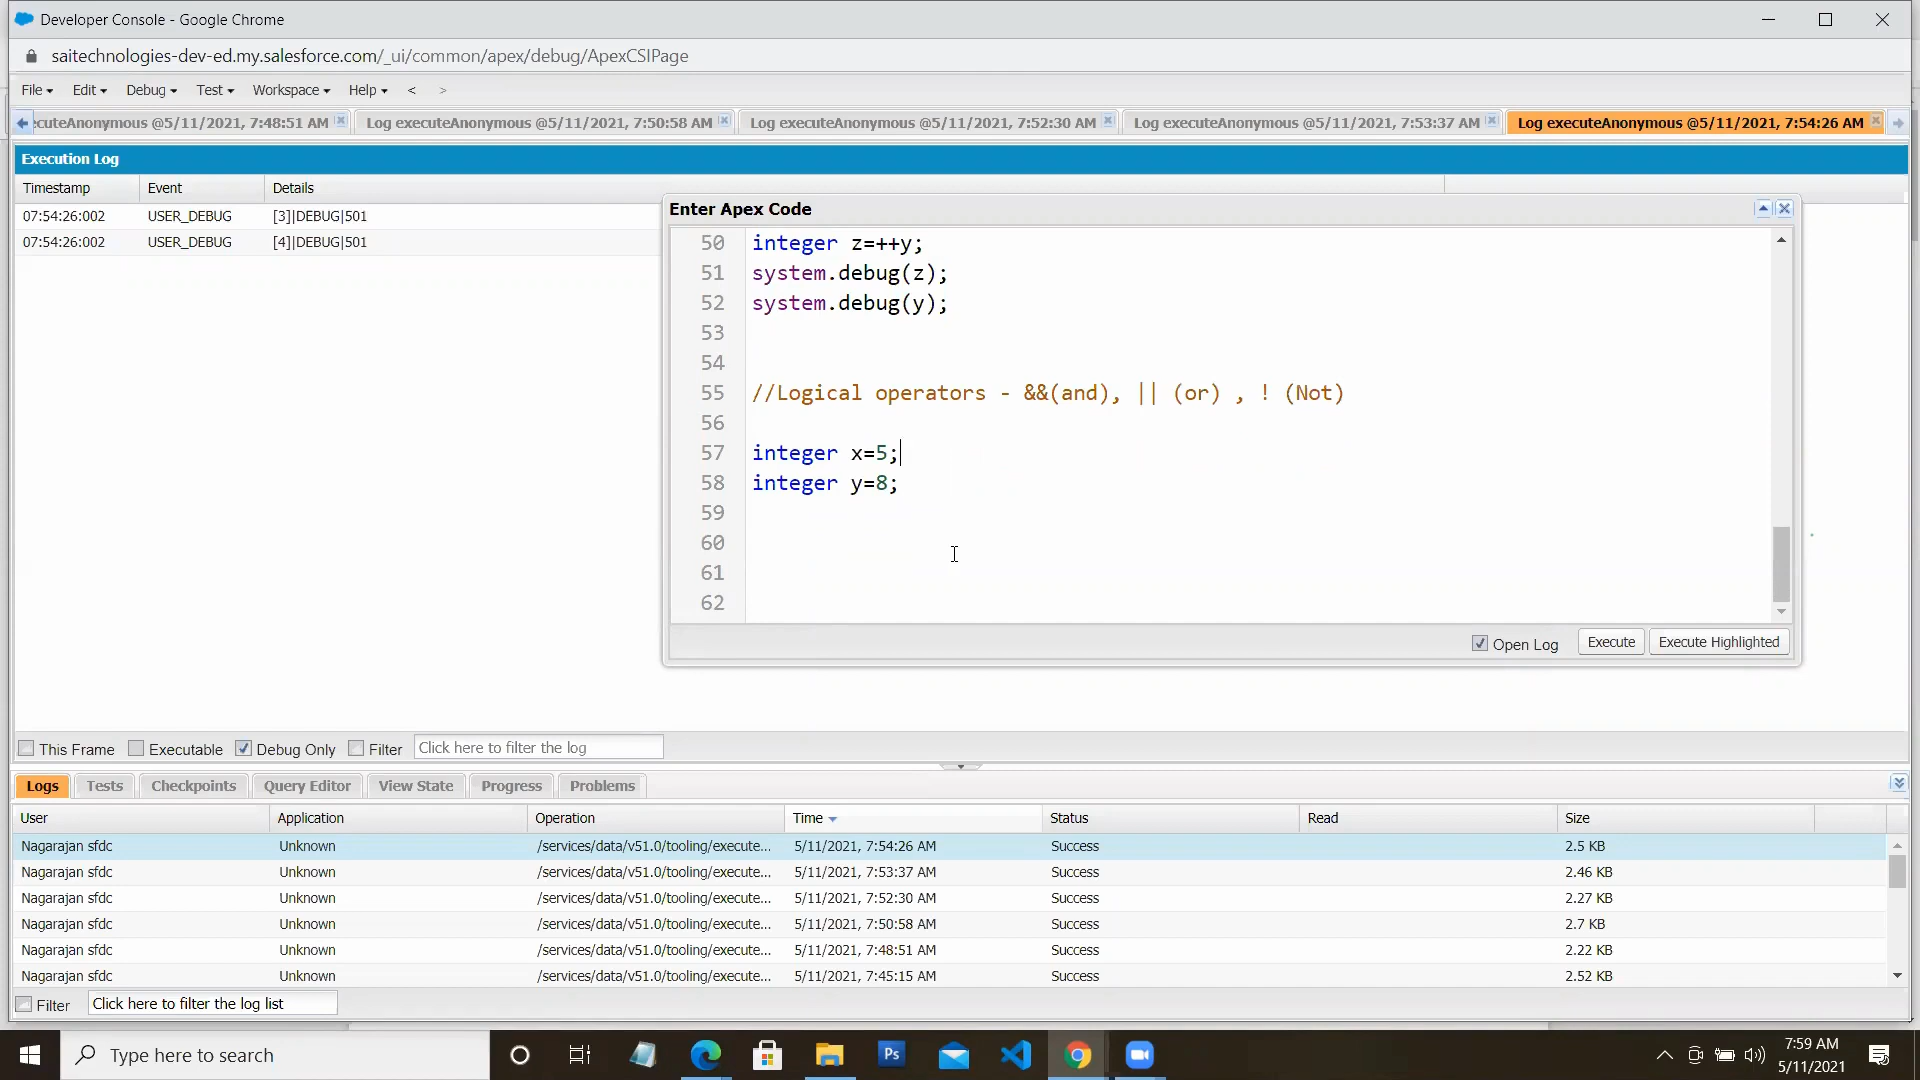 Developer Console - Google Chrome
saitechnologies-dev-ed.my.salesforce.com/_ui/common/apex/debug/ApexCSIPage
File Edit Debug Test Workspace Help < >
ecuteAnonymous @5/11/2021, 7:48:51 AM Log executeAnonymous @5/11/2021, 7:50:58 AM Log executeAnonymous @5/11/2021, 7:52:30 AM Log executeAnonymous @5/11/2021, 7:53:37 AM Log executeAnonymous @5/11/2021, 7:54:26 AM
Execution Log
Timestamp Event Details
07:54:26:002 USER_DEBUG [3]|DEBUG|501
07:54:26:002 USER_DEBUG [4]|DEBUG|501
Enter Apex Code
50 integer z=++y;
51 system.debug(z);
52 system.debug(y);
53
54
55 //Logical operators - &&(and), || (or) , ! (Not)
56
57 integer x=5;
58 integer y=8;
59
60
61
62
Open Log Execute Execute Highlighted
This Frame Executable Debug Only Filter Click here to filter the log
Logs Tests Checkpoints Query Editor View State Progress Problems
User Application Operation Time Status Read Size
Nagarajan sfdc Unknown /services/data/v51.0/tooling/execute... 5/11/2021, 7:54:26 AM Success 2.5 KB
Nagarajan sfdc Unknown /services/data/v51.0/tooling/execute... 5/11/2021, 7:53:37 AM Success 2.46 KB
Nagarajan sfdc Unknown /services/data/v51.0/tooling/execute... 5/11/2021, 7:52:30 AM Success 2.27 KB
Nagarajan sfdc Unknown /services/data/v51.0/tooling/execute... 5/11/2021, 7:50:58 AM Success 2.7 KB
Nagarajan sfdc Unknown /services/data/v51.0/tooling/execute... 5/11/2021, 7:48:51 AM Success 2.22 KB
Nagarajan sfdc Unknown /services/data/v51.0/tooling/execute... 5/11/2021, 7:45:15 AM Success 2.52 KB
Filter Click here to filter the log list
Type here to search
Ps
7:59 AM
5/11/2021